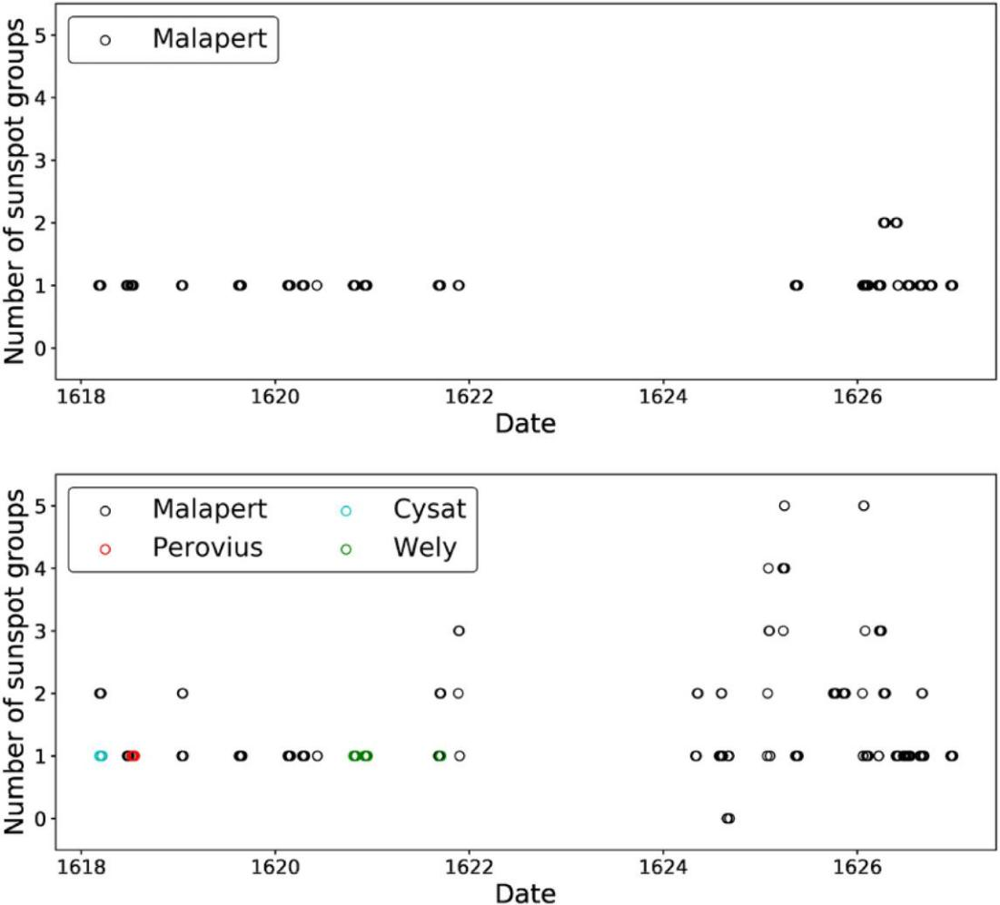 Number of sunspot groups
5
4
3
2
1
0
Malapert
1618 1620 1622 1624 1626
Date
Number of sunspot groups
5
4
3
2
1
0
Malapert Cysat
Perovius Wely
1618 1620 1622 1624 1626
Date